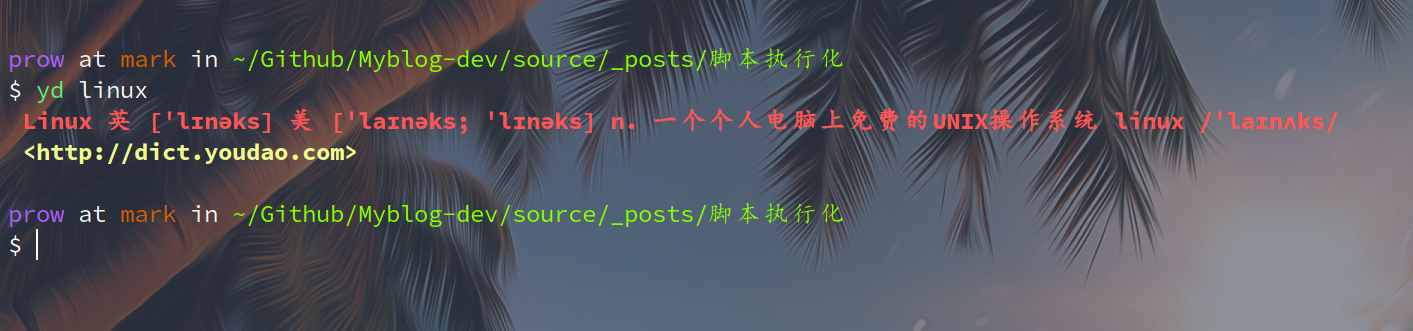 prow at mark in ~/Github/Myblog-dev/source/_posts/脚本执行化
$ yd linux
Linux 英 ['lɪnəks] 美 ['laɪnəks; 'lɪnəks] n. 一个个人电脑上免费的UNIX操作系统 linux /'laɪnʌks/
<http://dict.youdao.com>
prow at mark in ~/Github/Myblog-dev/source/_posts/脚本执行化
$